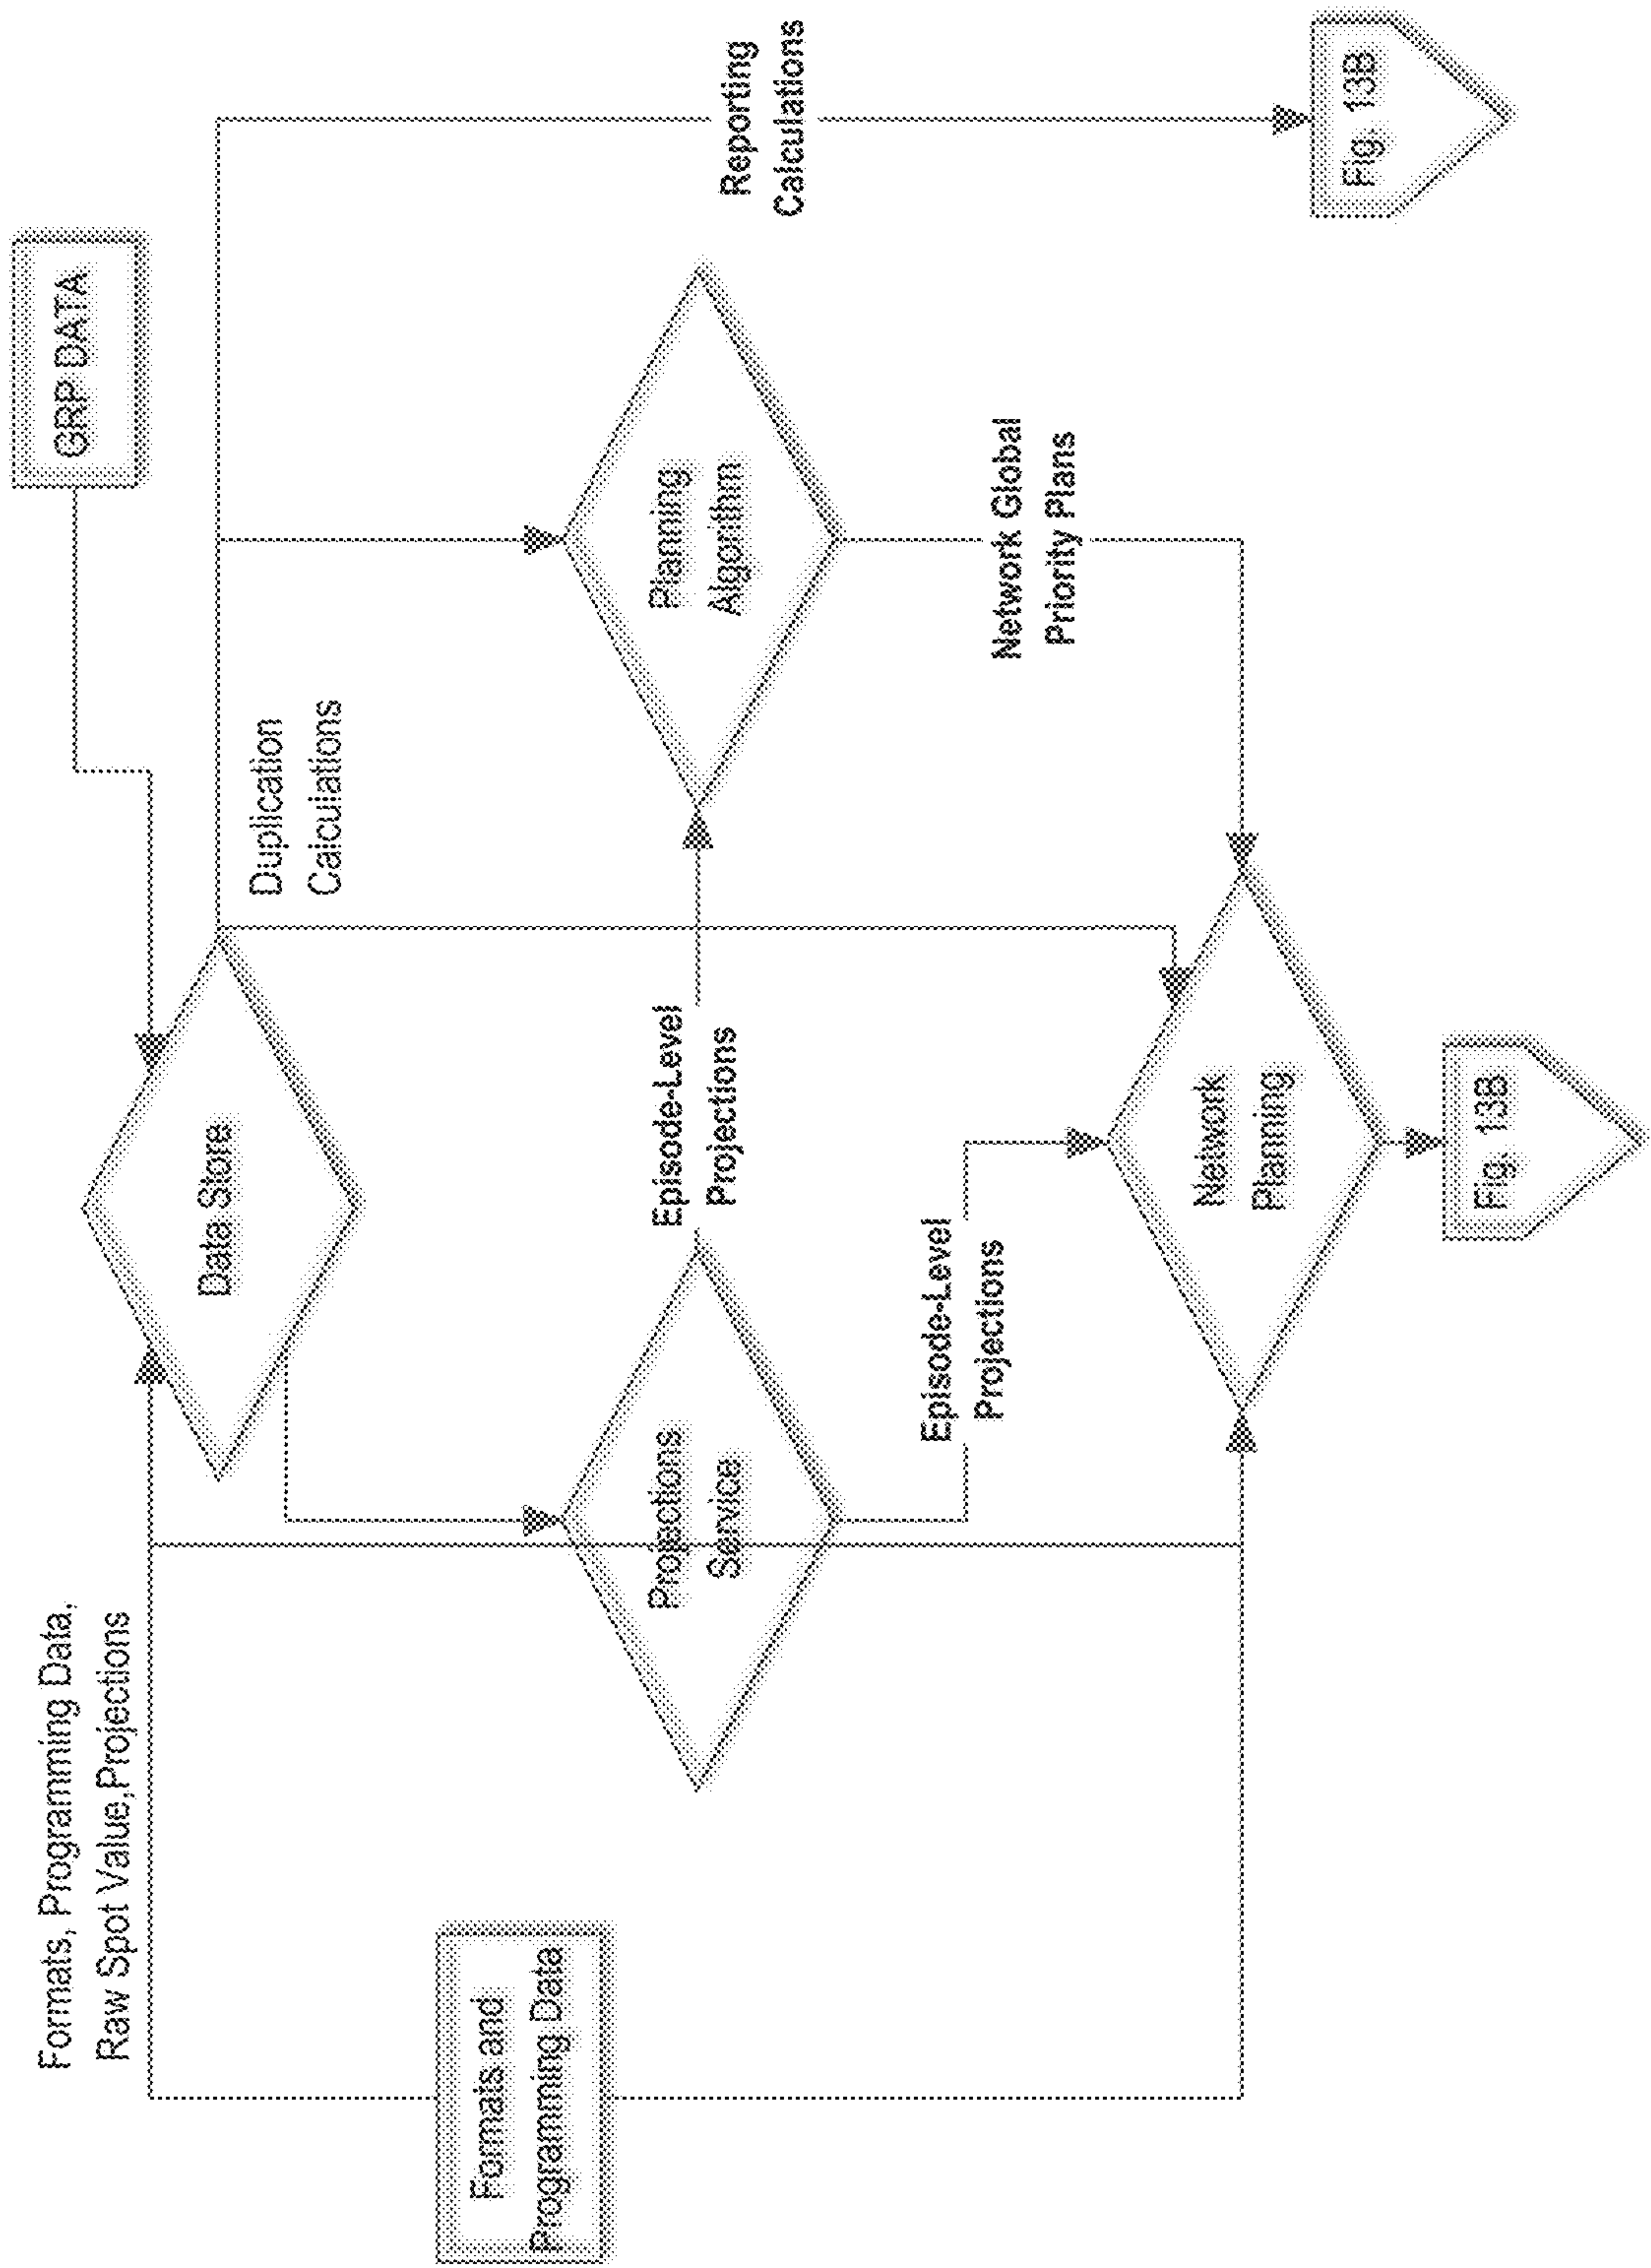 Formats, Programming Data,
Raw Spot Value,Projections
GRP DATA
Data Store
Duplication
Calculations
Formats and
Programming Data
Projections
Service
Episode-Level
Projections
Planning
Algorithm
Reporting
Calculations
Episode-Level
Projections
Network Global
Priority Plans
Network
Planning
Fig. 13B
Fig. 13B